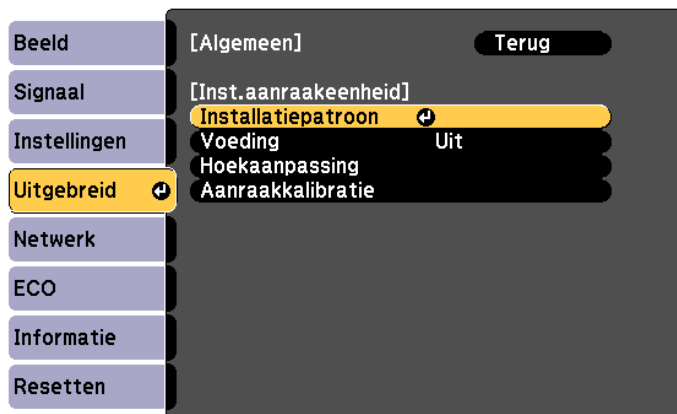 Beeld
Signaal
Instellingen
Uitgebreid
Netwerk
ECO
Informatie
Resetten
[Algemeen] Terug
[Inst.aanraakeenheid]
Installatiepatroon
Voeding Uit
Hoekaanpassing
Aanraakkalibratie